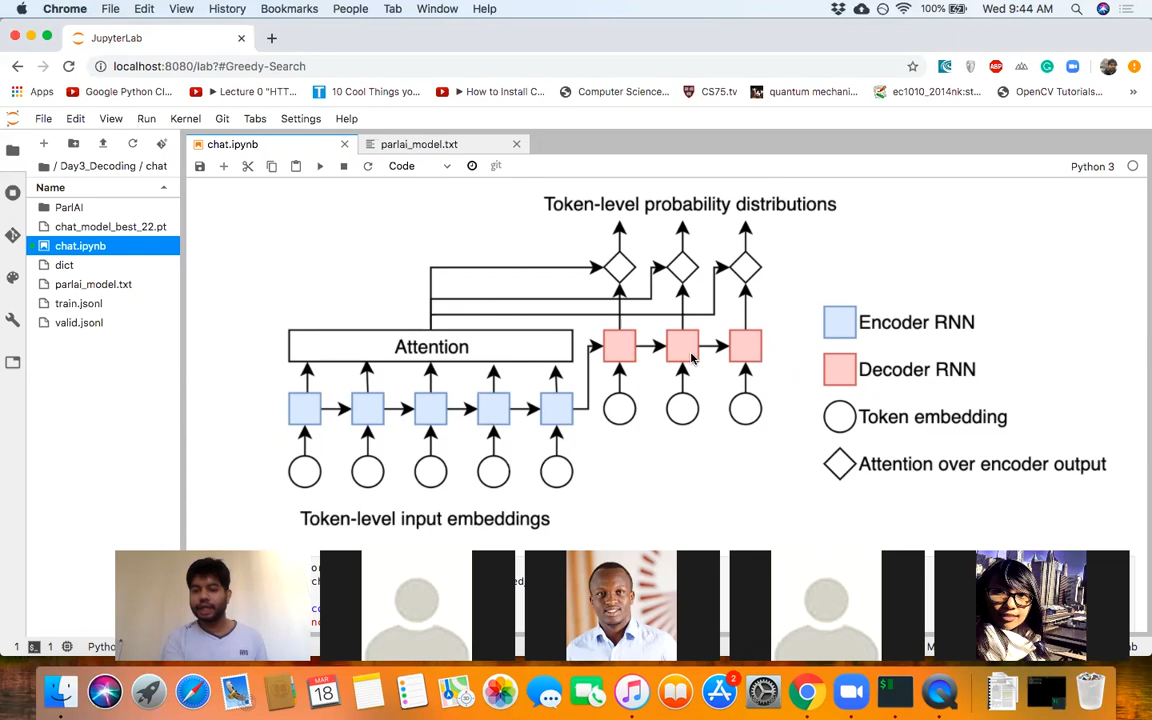 Chrome File Edit View History Bookmarks People Tab Window Help 100% Wed 9:44 AM
JupyterLab
localhost:8080/lab?#Greedy-Search
Apps Google Python Cl... Lecture 0 "HTT... 10 Cool Things yo... How to Install C... Computer Science... CS75.tv quantum mechani... ec1010_2014nk:st... OpenCV Tutorials...
File Edit View Run Kernel Git Tabs Settings Help
chat.ipynb parlai_model.txt
/ Day3_Decoding / chat Code git Python 3
Name
ParlAI
chat_model_best_22.pt
chat.ipynb
dict
parlai_model.txt
train.jsonl
valid.jsonl
Token-level probability distributions
Attention
Encoder RNN
Decoder RNN
Token embedding
Attention over encoder output
Token-level input embeddings
1 1
MAR
18
2